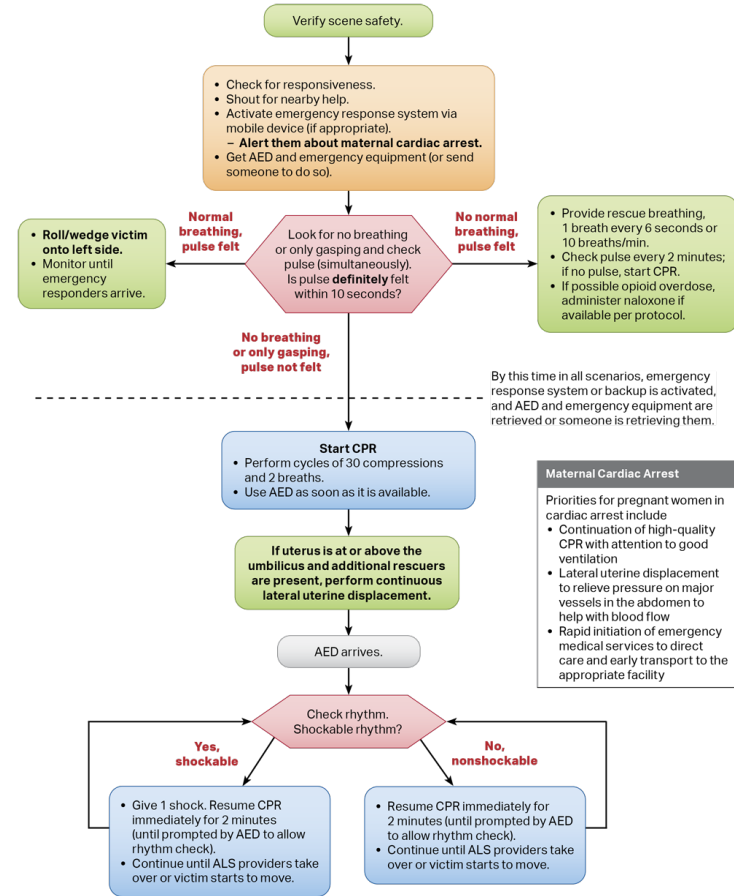 Verify scene safety.
• Check for responsiveness.
• Shout for nearby help.
• Activate emergency response system via
mobile device (if appropriate).
– Alert them about maternal cardiac arrest.
• Get AED and emergency equipment (or send
someone to do so).
Normal
breathing,
pulse felt
• Roll/wedge victim
onto left side.
• Monitor until
emergency
responders arrive.
Look for no breathing
or only gasping and check
pulse (simultaneously).
Is pulse definitely felt
within 10 seconds?
No normal
breathing,
pulse felt
• Provide rescue breathing,
1 breath every 6 seconds or
10 breaths/min.
• Check pulse every 2 minutes;
if no pulse, start CPR.
• If possible opioid overdose,
administer naloxone if
available per protocol.
No breathing
or only gasping,
pulse not felt
By this time in all scenarios, emergency
response system or backup is activated,
and AED and emergency equipment are
retrieved or someone is retrieving them.
Start CPR
• Perform cycles of 30 compressions
and 2 breaths.
• Use AED as soon as it is available.
If uterus is at or above the
umbilicus and additional rescuers
are present, perform continuous
lateral uterine displacement.
Maternal Cardiac Arrest
Priorities for pregnant women in
cardiac arrest include
• Continuation of high-quality
CPR with attention to good
ventilation
• Lateral uterine displacement
to relieve pressure on major
vessels in the abdomen to
help with blood flow
• Rapid initiation of emergency
medical services to direct
care and early transport to the
appropriate facility
AED arrives.
Check rhythm.
Shockable rhythm?
Yes,
shockable
No,
nonshockable
• Give 1 shock. Resume CPR
immediately for 2 minutes
(until prompted by AED to allow
rhythm check).
• Continue until ALS providers take
over or victim starts to move.
• Resume CPR immediately for
2 minutes (until prompted by AED
to allow rhythm check).
• Continue until ALS providers take
over or victim starts to move.